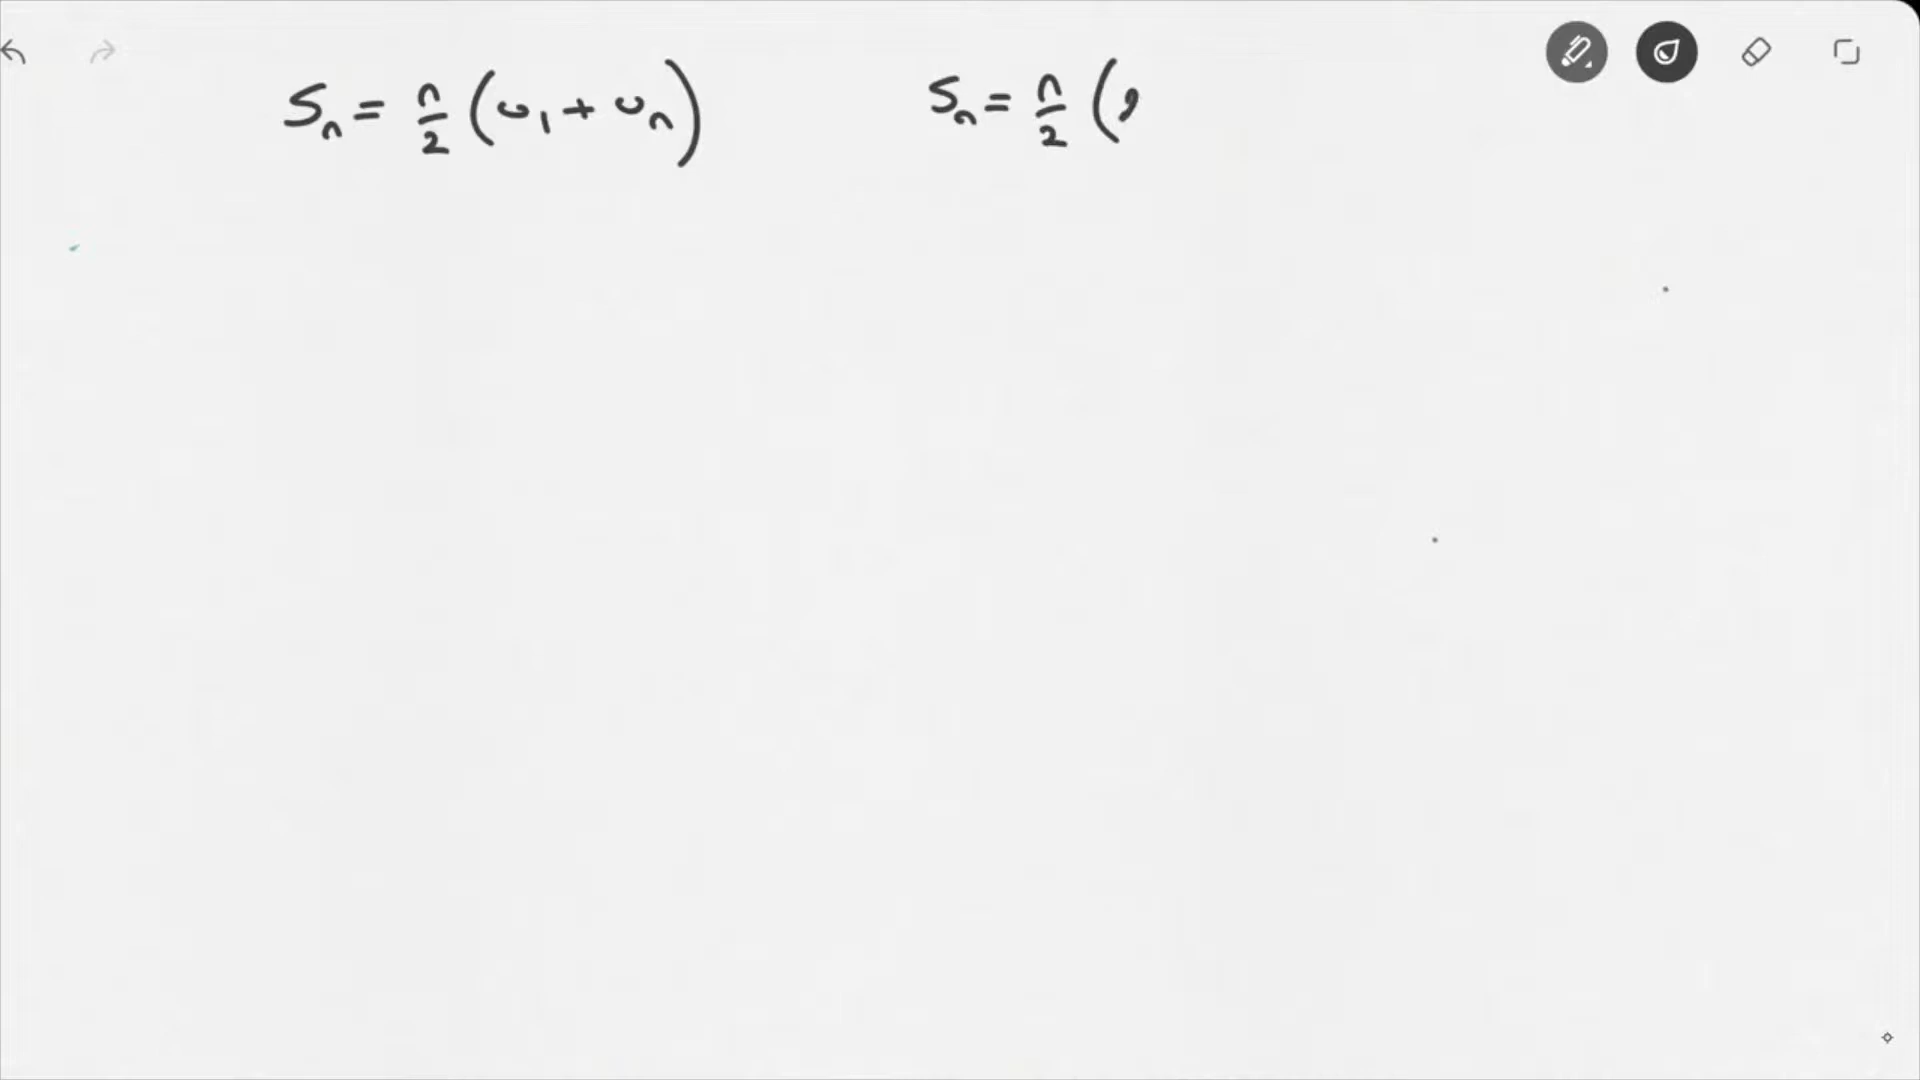 Sₙ = n/2 (u₁ + uₙ) Sₙ = n/2 (